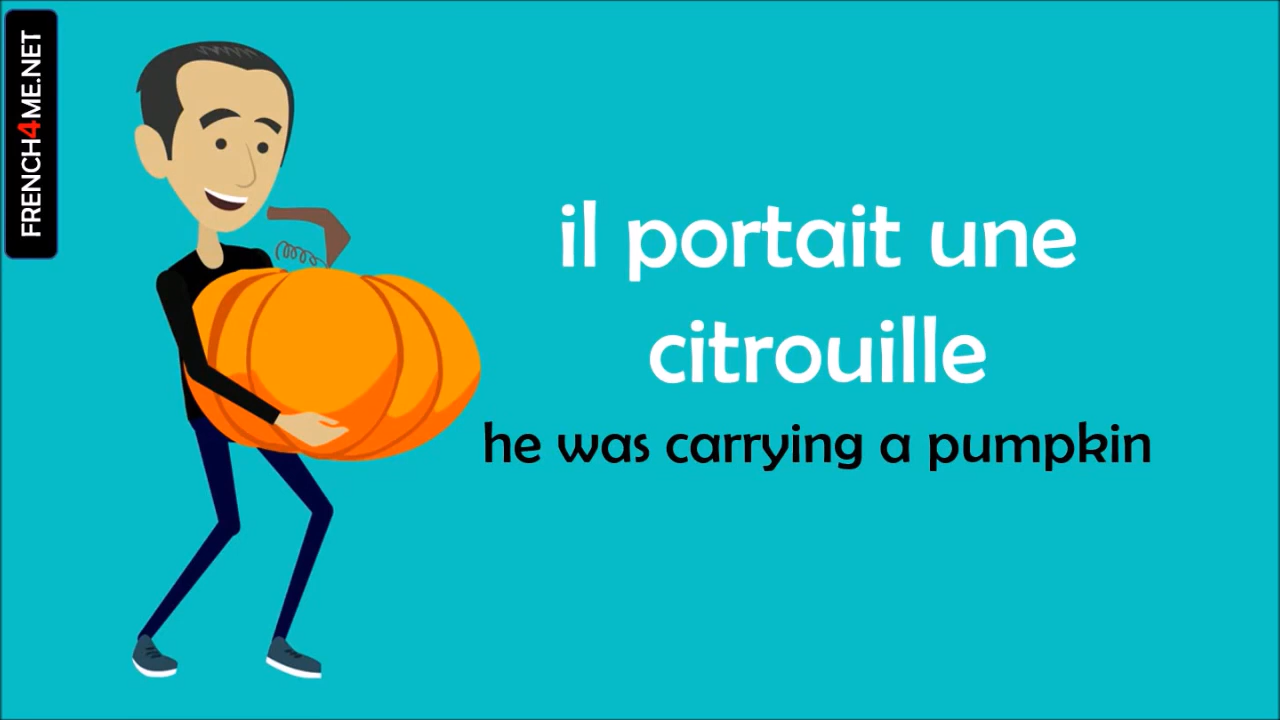 FRENCH4ME.NET
il portait une
citrouille
he was carrying a pumpkin